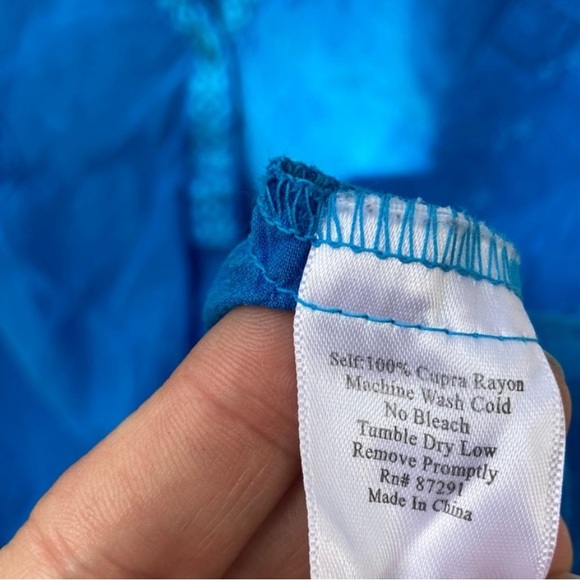 Self:100% Cupra Rayon
Machine Wash Cold
No Bleach
Tumble Dry Low
Remove Promptly
Rn# 87291
Made In China